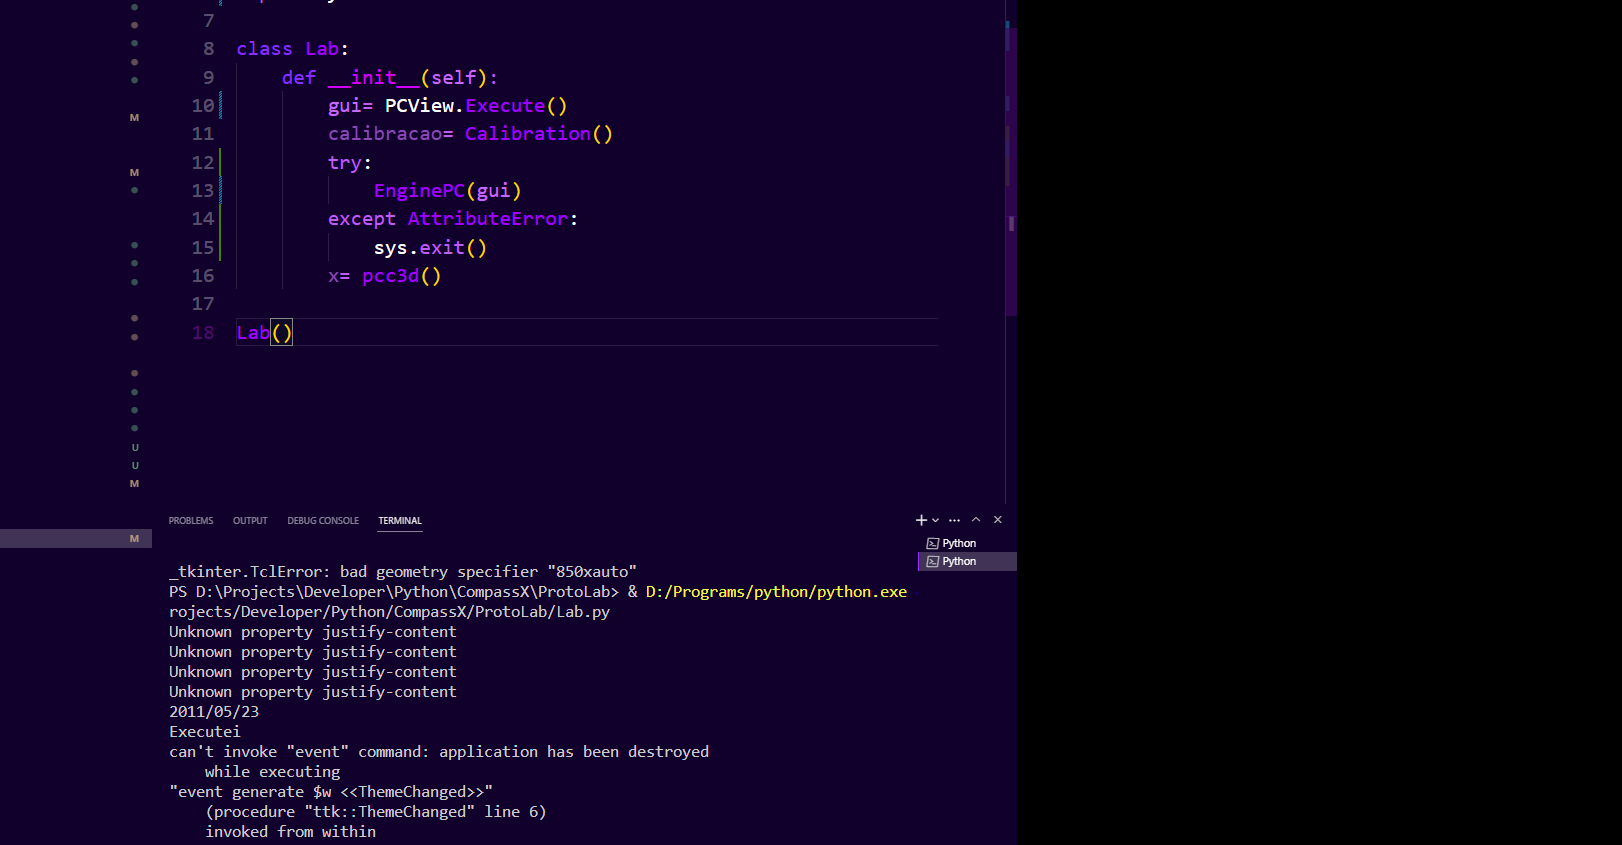 7
8 class Lab:
9 def __init__(self):
10 gui= PCView.Execute()
11 calibracao= Calibration()
12 try:
13 EnginePC(gui)
14 except AttributeError:
15 sys.exit()
16 x= pcc3d()
17
18 Lab()
M
M
U
U
M
M
PROBLEMS OUTPUT DEBUG CONSOLE TERMINAL
Python
Python
_tkinter.TclError: bad geometry specifier "850xauto"
PS D:\Projects\Developer\Python\CompassX\ProtoLab> & D:/Programs/python/python.exe
rojects/Developer/Python/CompassX/ProtoLab/Lab.py
Unknown property justify-content
Unknown property justify-content
Unknown property justify-content
Unknown property justify-content
2011/05/23
Executei
can't invoke "event" command: application has been destroyed
while executing
"event generate $w <<ThemeChanged>>"
(procedure "ttk::ThemeChanged" line 6)
invoked from within